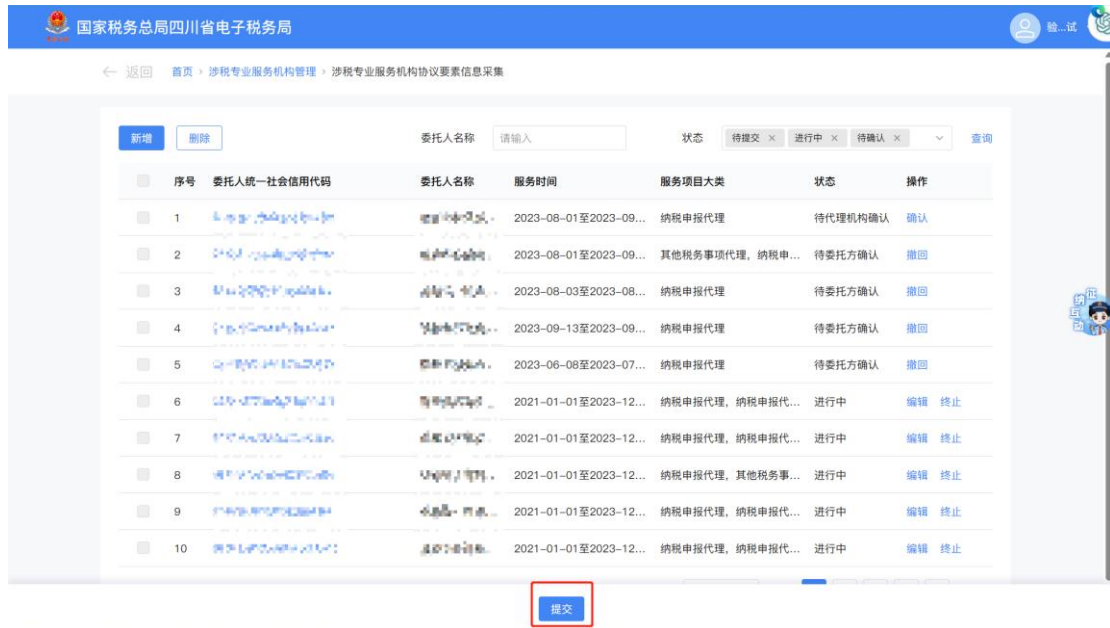 国家税务总局四川省电子税务局 验...试
← 返回 首页 > 涉税专业服务机构管理 > 涉税专业服务机构协议要素信息采集
新增 删除 委托人名称 请输入 状态 待提交 × 进行中 × 待确认 × 查询
序号 委托人统一社会信用代码 委托人名称 服务时间 服务项目大类 状态 操作
1 2023-08-01至2023-09... 纳税申报代理 待代理机构确认 确认
2 2023-08-01至2023-09... 其他税务事项代理, 纳税申... 待委托方确认 撤回
3 2023-08-03至2023-08... 纳税申报代理 待委托方确认 撤回
4 2023-09-13至2023-09... 纳税申报代理 待委托方确认 撤回
5 2023-06-08至2023-07... 纳税申报代理 待委托方确认 撤回
6 2021-01-01至2023-12... 纳税申报代理, 纳税申报代... 进行中 编辑 终止
7 2021-01-01至2023-12... 纳税申报代理, 纳税申报代... 进行中 编辑 终止
8 2021-01-01至2023-12... 纳税申报代理, 其他税务事... 进行中 编辑 终止
9 2021-01-01至2023-12... 纳税申报代理, 纳税申报代... 进行中 编辑 终止
10 2021-01-01至2023-12... 纳税申报代理, 纳税申报代... 进行中 编辑 终止
征纳互动
提交